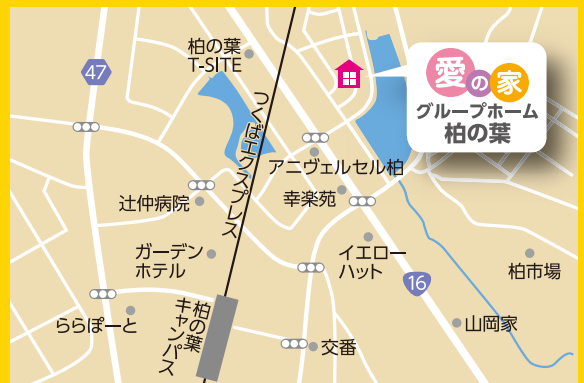 柏の葉
T-SITE
47
愛の家
グループホーム
柏の葉
つくばエクスプレス
アニヴェルセル柏
辻仲病院
幸楽苑
ガーデン
ホテル
イエロー
ハット
柏市場
16
ららぽーと
柏の葉
キャンパス
山岡家
交番